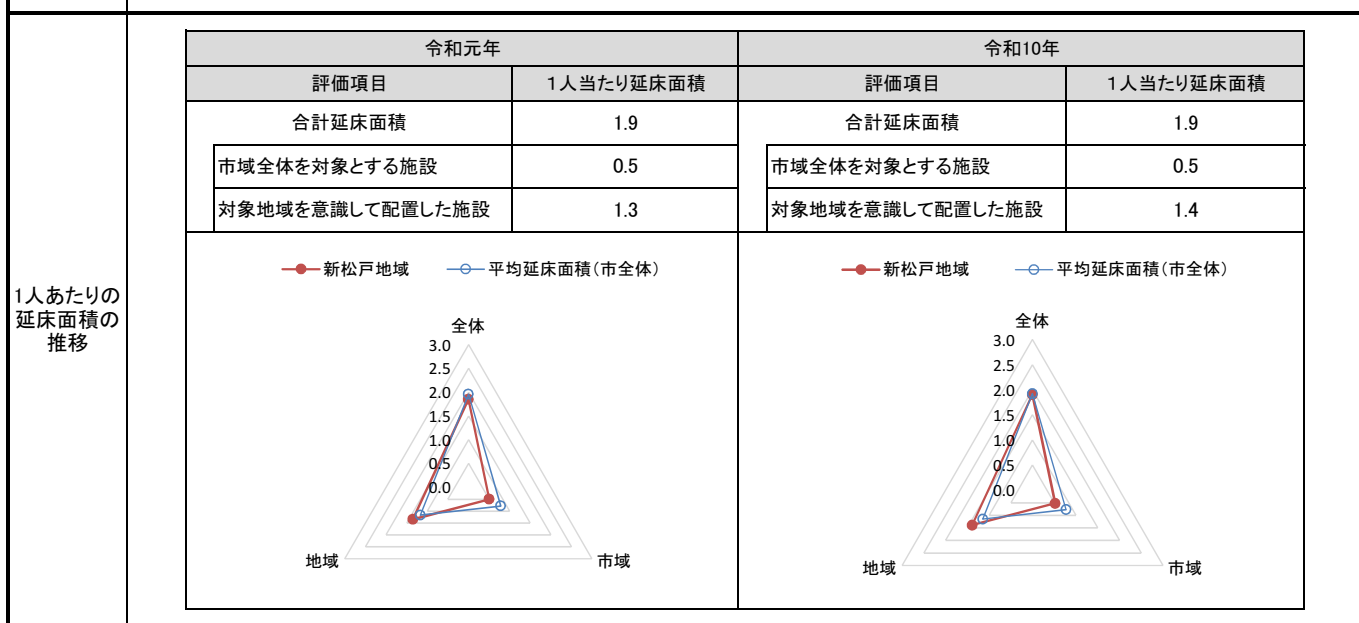 令和元年 令和10年
評価項目 1人当たり延床面積 評価項目 1人当たり延床面積
合計延床面積 1.9 合計延床面積 1.9
市域全体を対象とする施設 0.5 市域全体を対象とする施設 0.5
対象地域を意識して配置した施設 1.3 対象地域を意識して配置した施設 1.4
1人あたりの
延床面積の
推移
新松戸地域 平均延床面積(市全体)
全体
3.0
2.5
2.0
1.5
1.0
0.5
0.0
地域 市域
新松戸地域 平均延床面積(市全体)
全体
3.0
2.5
2.0
1.5
1.0
0.5
0.0
地域 市域